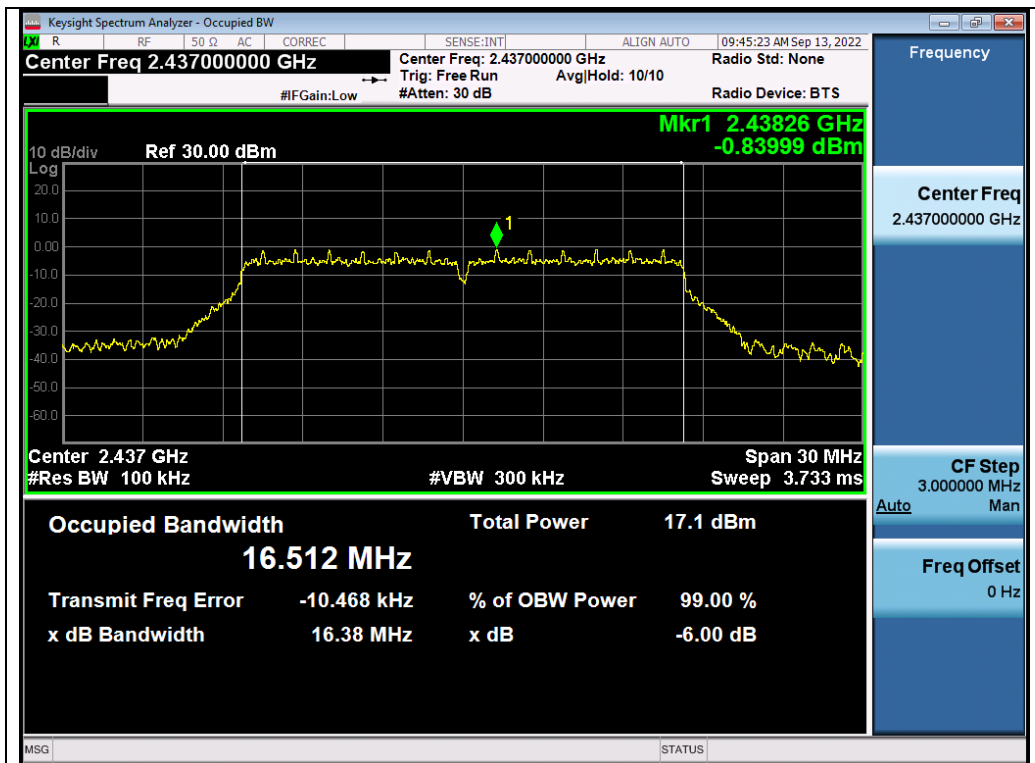 Keysight Spectrum Analyzer - Occupied BW
LXI R RF 50 Ω AC CORREC SENSE:INT ALIGN AUTO 09:45:23 AM Sep 13, 2022
Center Freq 2.437000000 GHz
Center Freq: 2.437000000 GHz
Radio Std: None
Trig: Free Run Avg|Hold: 10/10
#IFGain:Low
#Atten: 30 dB
Radio Device: BTS
Mkr1 2.43826 GHz
-0.83999 dBm
10 dB/div Ref 30.00 dBm
Log
20.0
10.0
0.00
-10.0
-20.0
-30.0
-40.0
-50.0
-60.0
1
Center 2.437 GHz
Span 30 MHz
#Res BW 100 kHz
#VBW 300 kHz
Sweep 3.733 ms
Occupied Bandwidth
Total Power 17.1 dBm
16.512 MHz
Transmit Freq Error -10.468 kHz
% of OBW Power 99.00 %
x dB Bandwidth 16.38 MHz
x dB -6.00 dB
Frequency
Center Freq
2.437000000 GHz
CF Step
3.000000 MHz
Auto Man
Freq Offset
0 Hz
MSG
STATUS